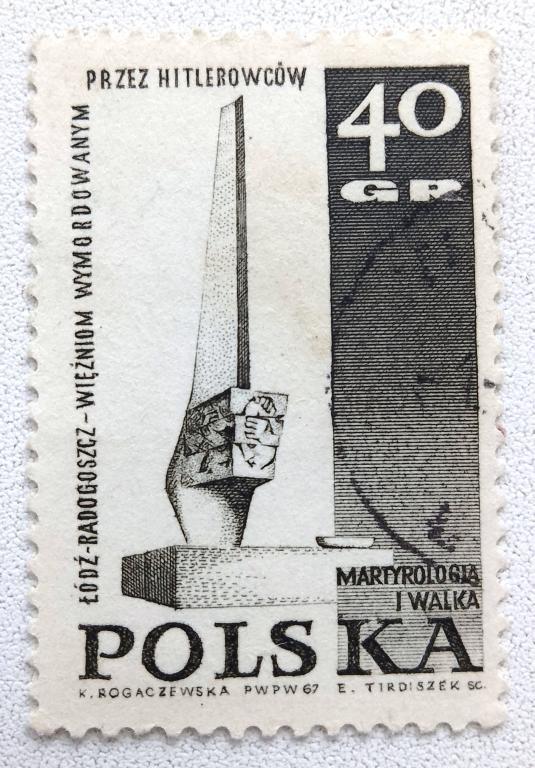 ŁÓDŹ-RADOGOSZCZ-WIĘŹNIOM WYMORDOWANYM
PRZEZ HITLEROWCÓW
40
GR
MARTYROLOGIA
I WALKA
POLSKA
K. ROGACZEWSKA PWPW 67 E. TIRDISZEK SC.